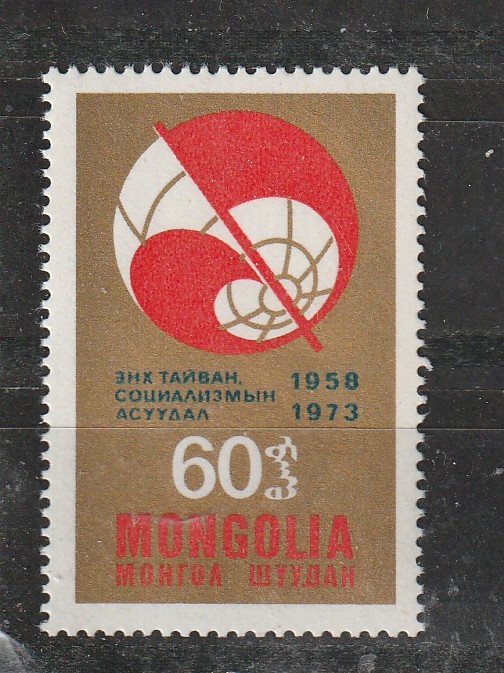 ЭНХ ТАЙВАН, 1958
СОЦИАЛИЗМЫН
АСУУДАЛ 1973
60
MONGOLIA
МОНГОЛ ШУУДАН